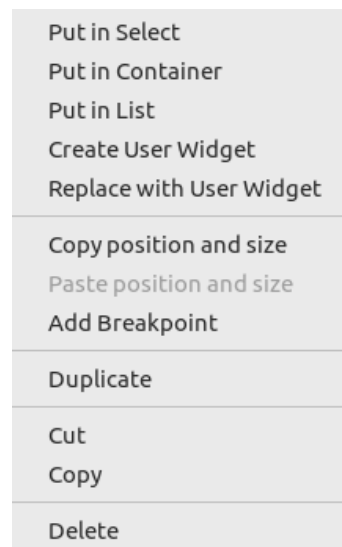 Put in Select
Put in Container
Put in List
Create User Widget
Replace with User Widget
Copy position and size
Paste position and size
Add Breakpoint
Duplicate
Cut
Copy
Delete